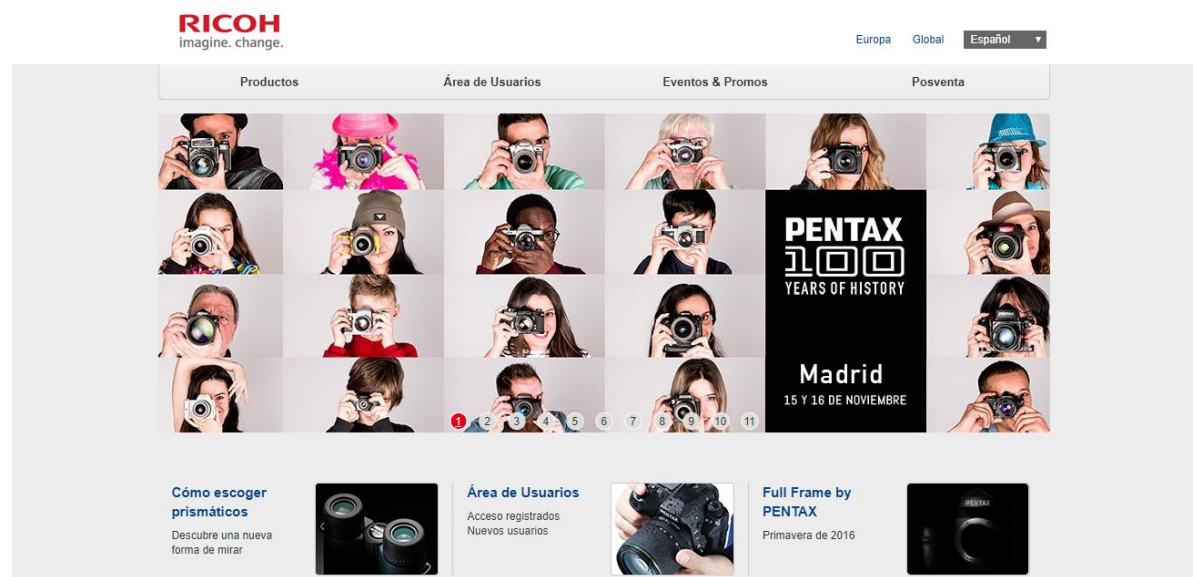 RICOH
imagine. change.
Europa Global Español
Productos Área de Usuarios Eventos & Promos Posventa
PENTAX
100
YEARS OF HISTORY
Madrid
15 Y 16 DE NOVIEMBRE
1 2 3 4 5 6 7 8 9 10 11
Cómo escoger
prismáticos
Descubre una nueva
forma de mirar
Área de Usuarios
Acceso registrados
Nuevos usuarios
PENTAX
Full Frame by
PENTAX
Primavera de 2016
PENTAX